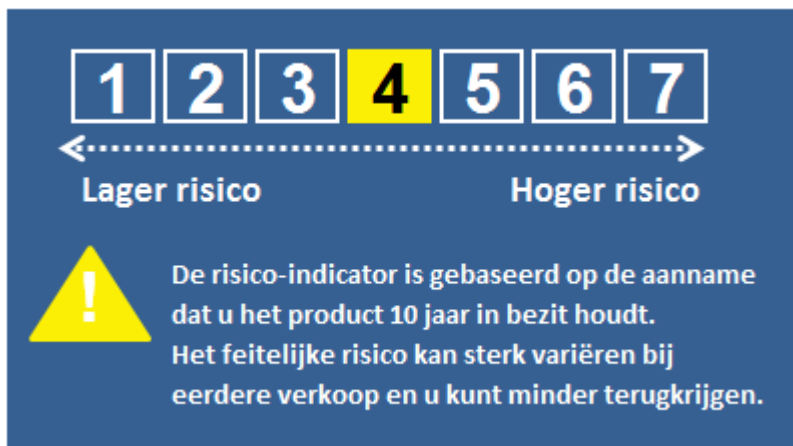 1 2 3 4 5 6 7
Lager risico Hoger risico
!
De risico-indicator is gebaseerd op de aanname
dat u het product 10 jaar in bezit houdt.
Het feitelijke risico kan sterk variëren bij
eerdere verkoop en u kunt minder terugkrijgen.